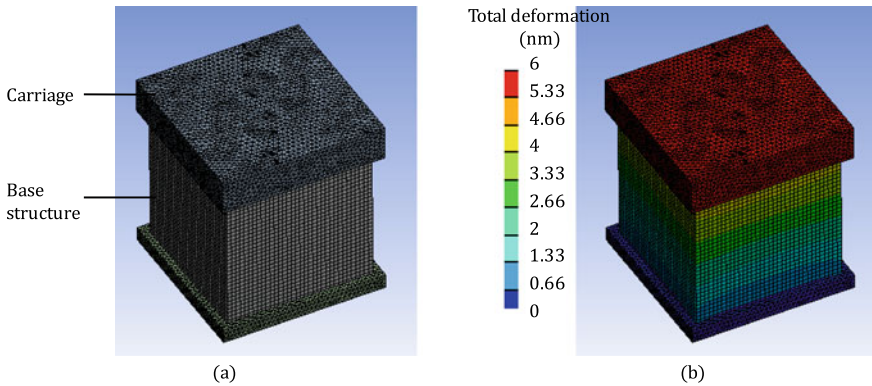 Carriage
Base
structure
(a)
Total deformation
(nm)
6
5.33
4.66
4
3.33
2.66
2
1.33
0.66
0
(b)